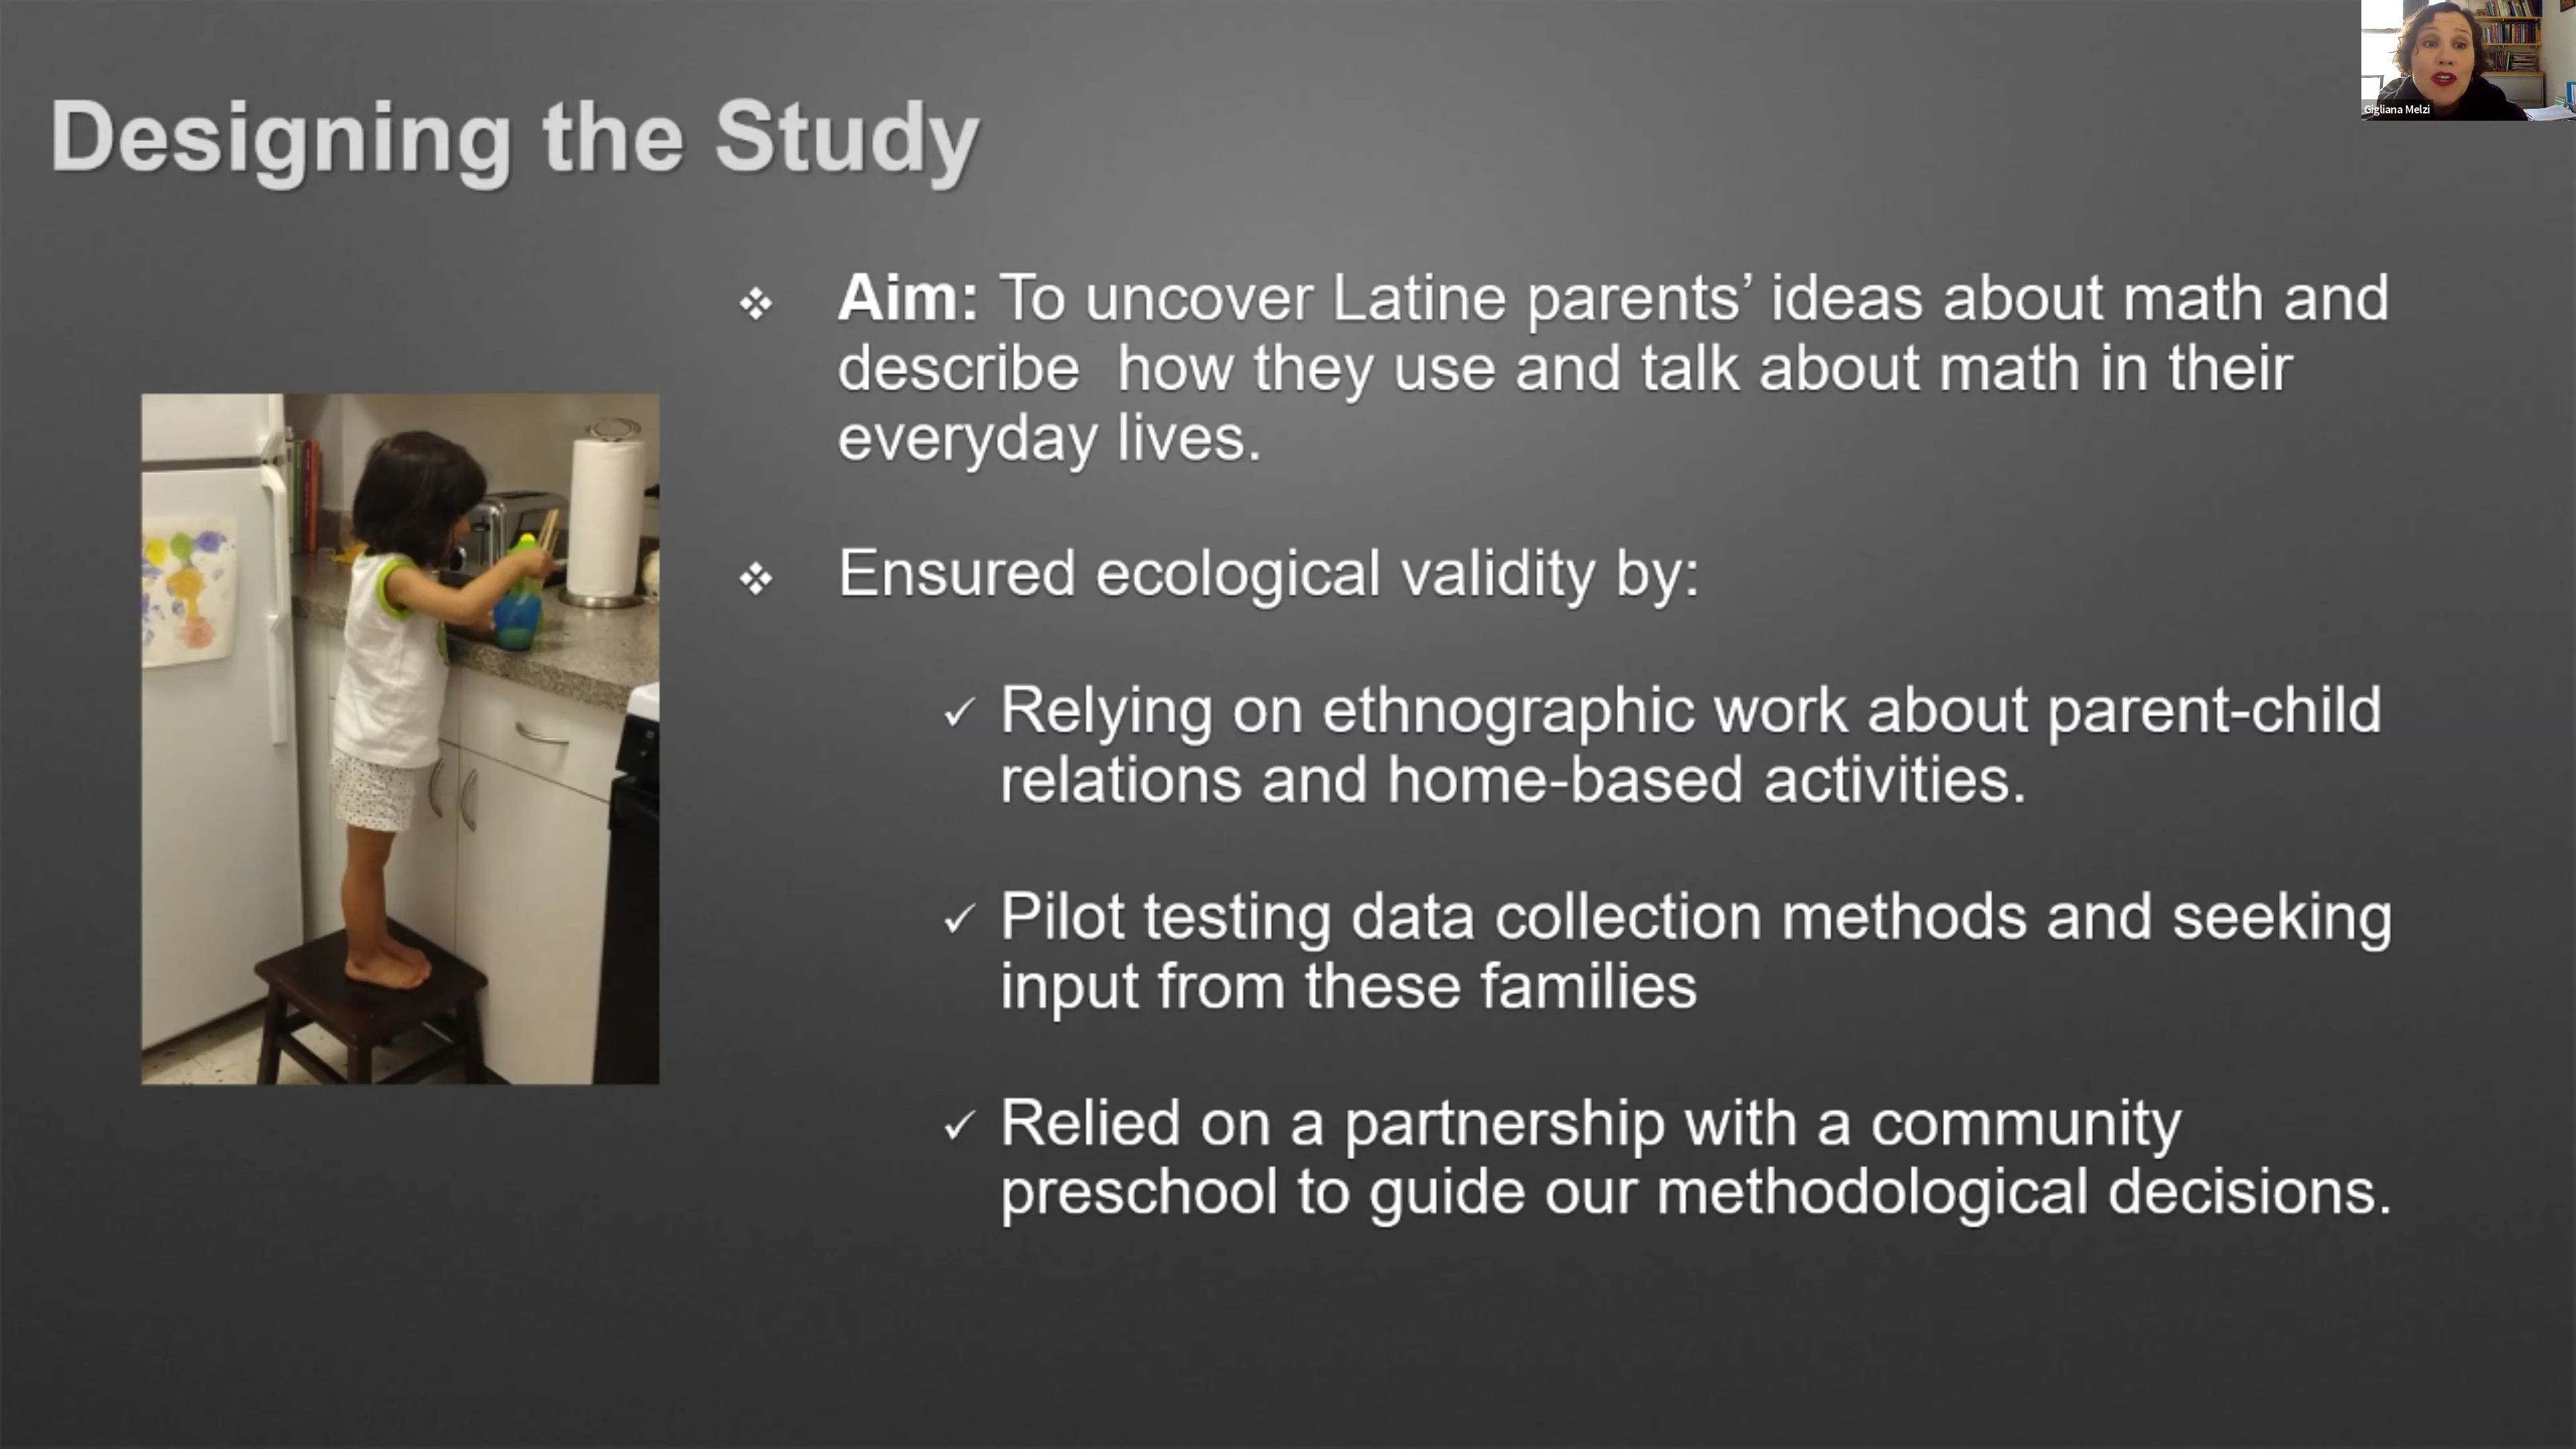 Gigliana Melzi
Designing the Study
Aim: To uncover Latine parents’ ideas about math and
describe  how they use and talk about math in their
everyday lives.
Ensured ecological validity by:
Relying on ethnographic work about parent-child
relations and home-based activities.
Pilot testing data collection methods and seeking
input from these families
Relied on a partnership with a community
preschool to guide our methodological decisions.